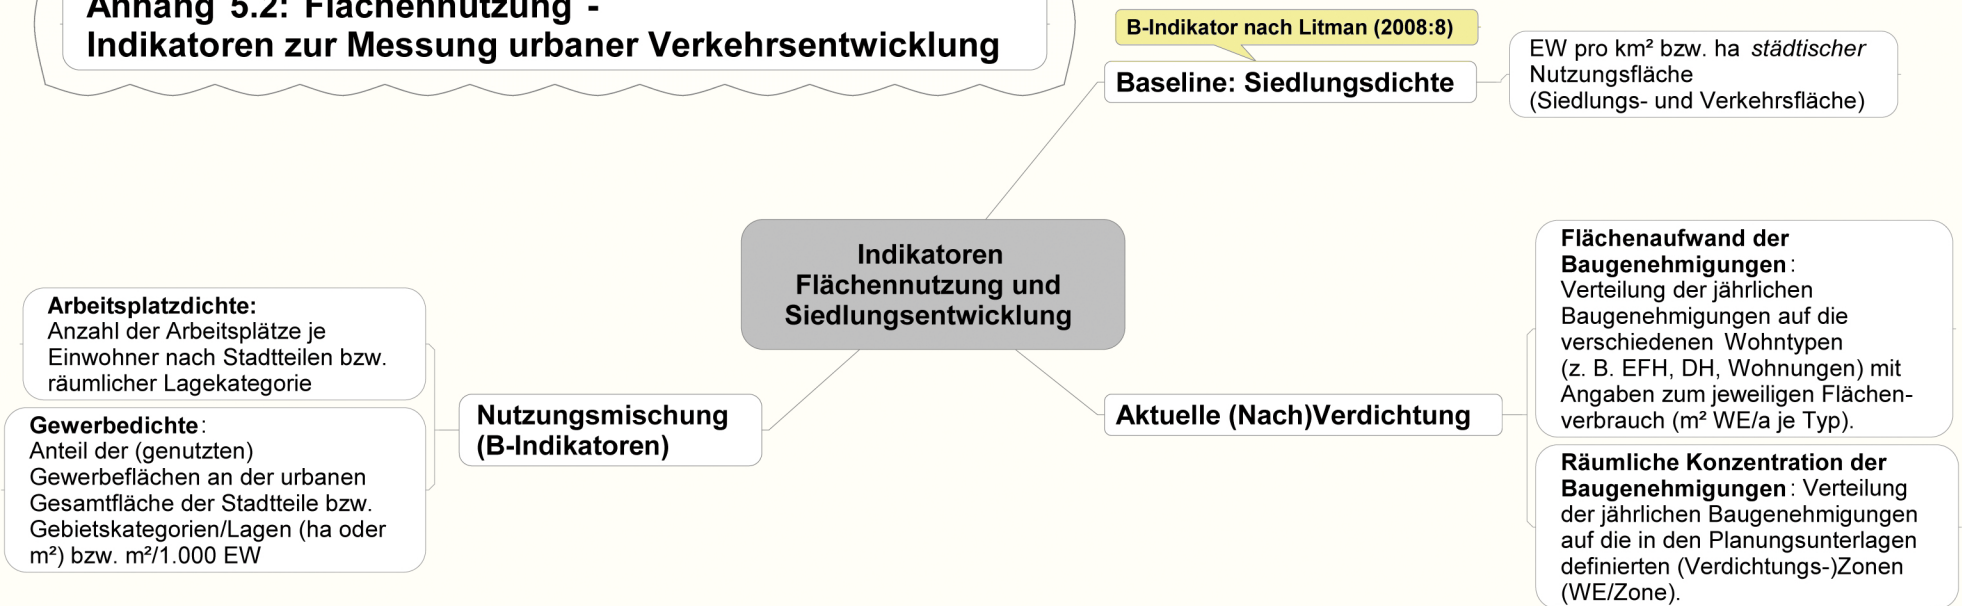 Anhang 5.2: Flächennutzung -
Indikatoren zur Messung urbaner Verkehrsentwicklung
B-Indikator nach Litman (2008:8)
Baseline: Siedlungsdichte
EW pro km² bzw. ha städtischer
Nutzungsfläche
(Siedlungs- und Verkehrsfläche)
Indikatoren
Flächennutzung und
Siedlungsentwicklung
Arbeitsplatzdichte:
Anzahl der Arbeitsplätze je
Einwohner nach Stadtteilen bzw.
räumlicher Lagekategorie
Gewerbedichte:
Anteil der (genutzten)
Gewerbeflächen an der urbanen
Gesamtfläche der Stadtteile bzw.
Gebietskategorien/Lagen (ha oder
m²) bzw. m²/1.000 EW
Nutzungsmischung
(B-Indikatoren)
Aktuelle (Nach)Verdichtung
Flächenaufwand der
Baugenehmigungen:
Verteilung der jährlichen
Baugenehmigungen auf die
verschiedenen Wohntypen
(z. B. EFH, DH, Wohnungen) mit
Angaben zum jeweiligen Flächen-
verbrauch (m² WE/a je Typ).
Räumliche Konzentration der
Baugenehmigungen: Verteilung
der jährlichen Baugenehmigungen
auf die in den Planungsunterlagen
definierten (Verdichtungs-)Zonen
(WE/Zone).